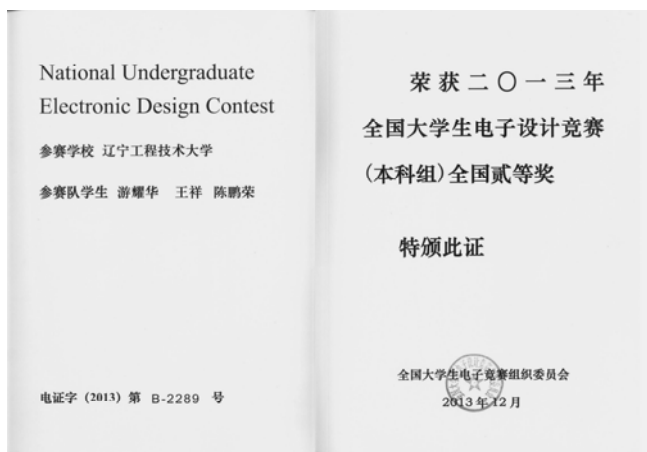 National Undergraduate
Electronic Design Contest
参赛学校 辽宁工程技术大学
参赛队学生 游耀华 王祥 陈鹏荣
电证字 (2013) 第 B-2289 号
荣获二〇一三年
全国大学生电子设计竞赛
(本科组)全国贰等奖
特颁此证
全国大学生电子竞赛组织委员会
2013年12月